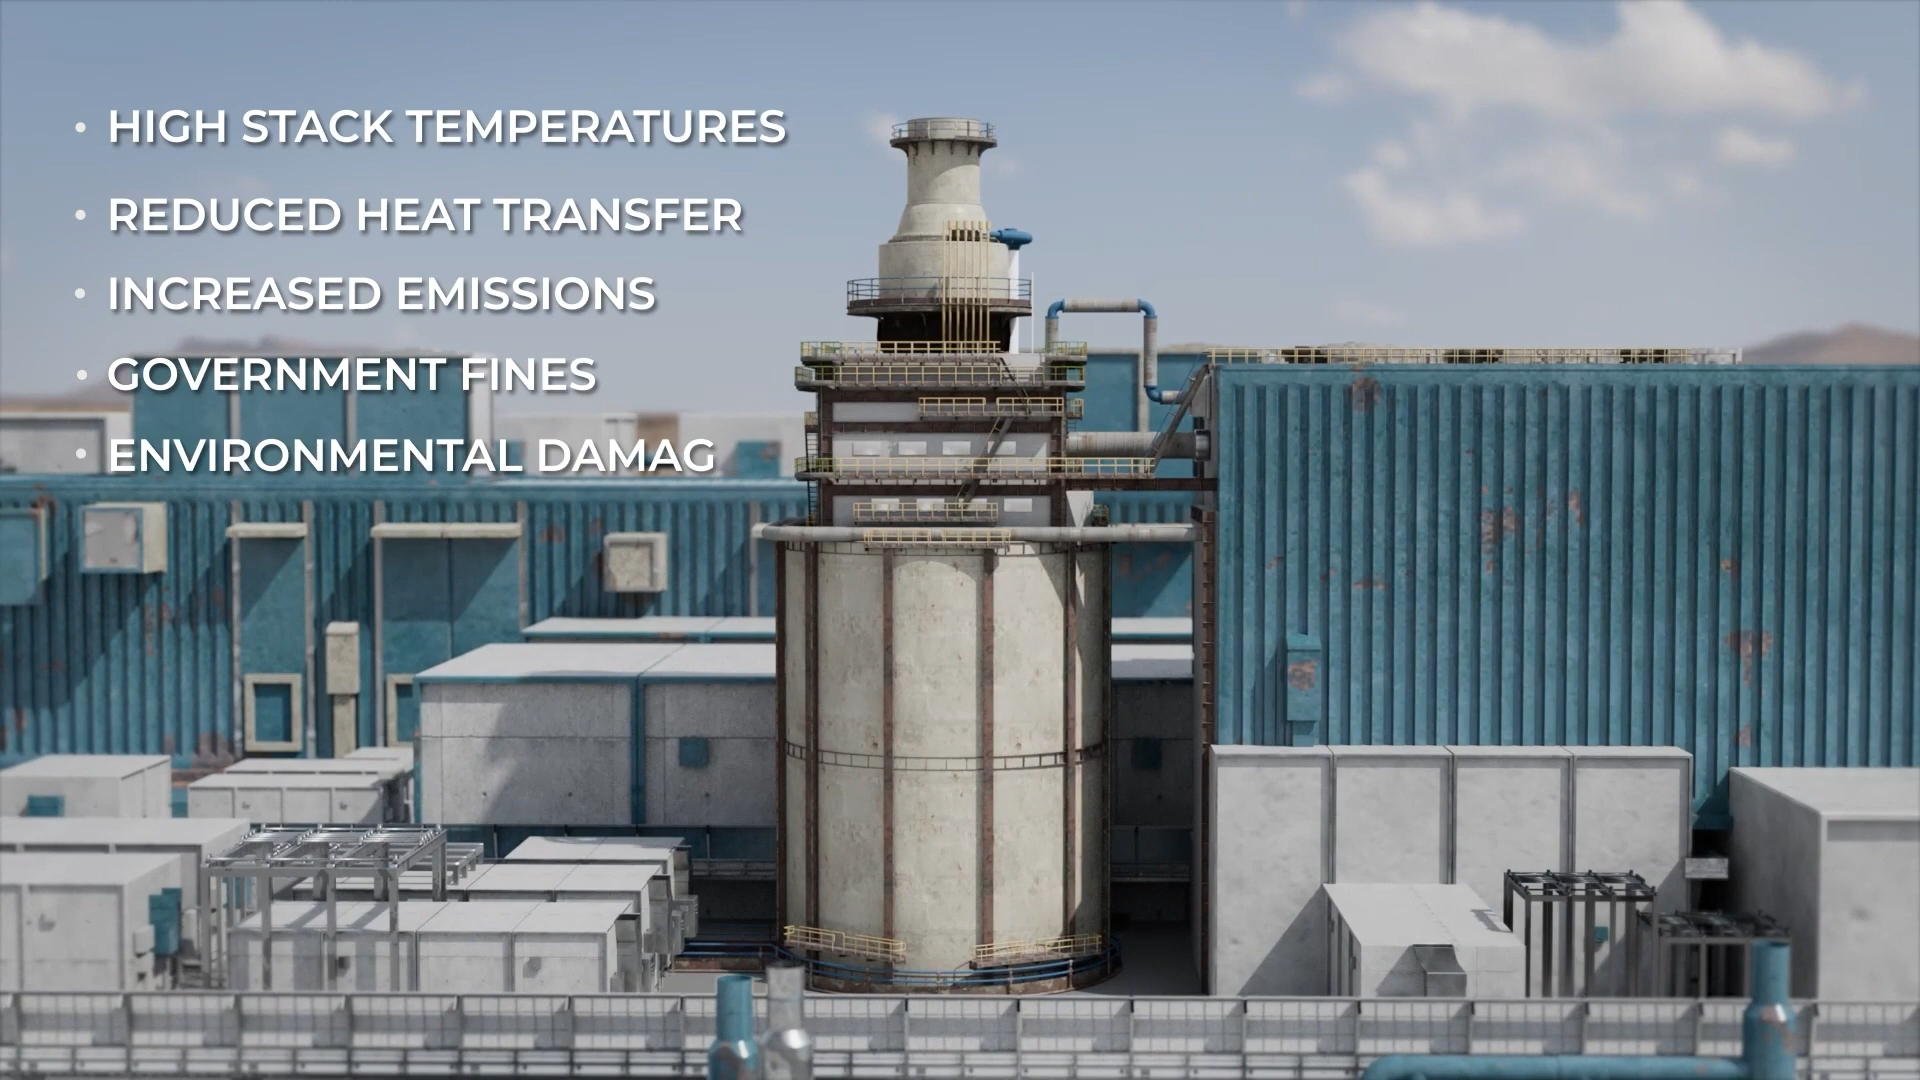 • HIGH STACK TEMPERATURES
• REDUCED HEAT TRANSFER
• INCREASED EMISSIONS
• GOVERNMENT FINES
• ENVIRONMENTAL DAMAG